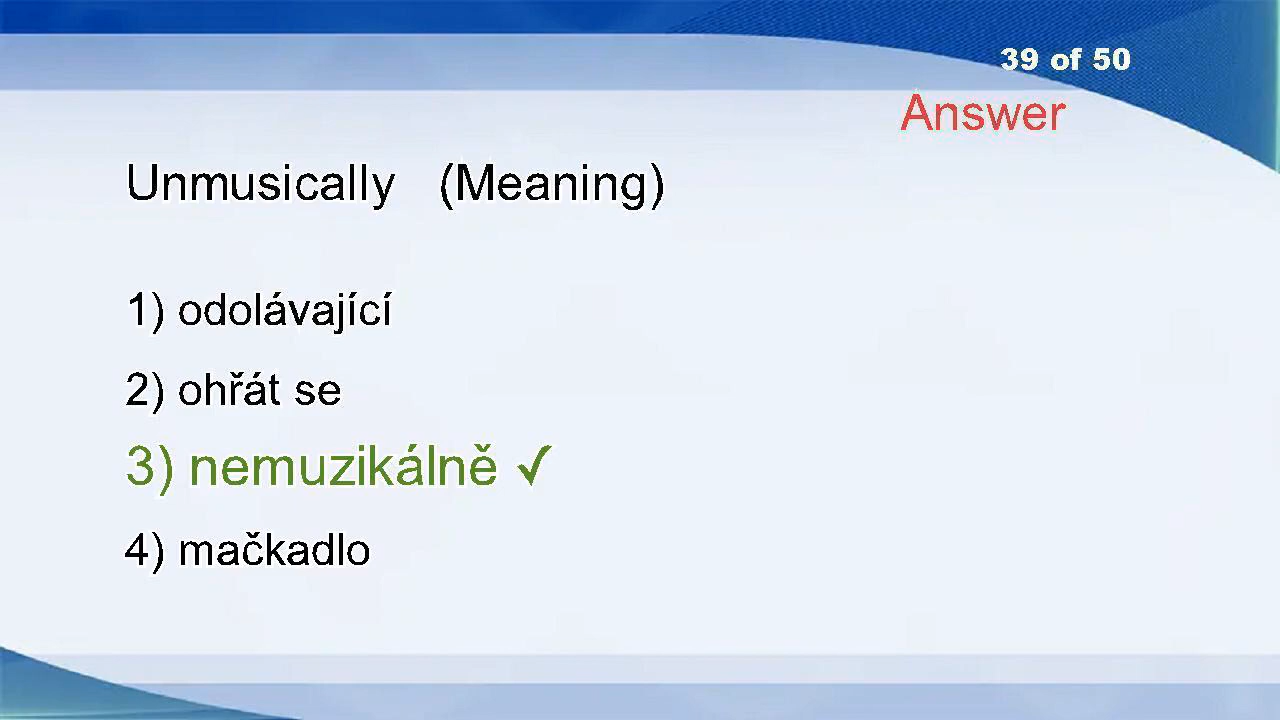 39 of 50
Answer
Unmusically (Meaning)
1) odolávající
2) ohřát se
3) nemuzikálně ✓
4) mačkadlo